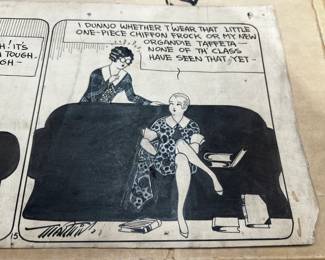 ! IT'S
TOUGH.
GH -
I DUNNO WHETHER T'WEAR THAT LITTLE
ONE-PIECE CHIFFON FROCK OR MY NEW
ORGANDIE TAFFETA -
NONE OF TH' CLASS
HAVE SEEN THAT YET -
15